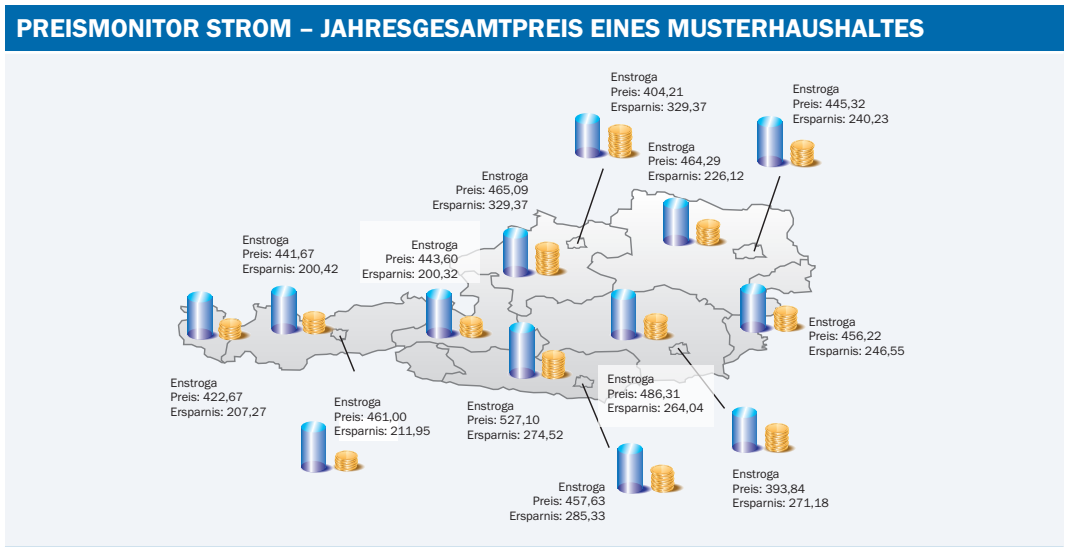 PREISMONITOR STROM – JAHRESGESAMTPREIS EINES MUSTERHAUSHALTES
Enstroga
Preis: 404,21
Ersparnis: 329,37
Enstroga
Preis: 445,32
Ersparnis: 240,23
Enstroga
Preis: 464,29
Ersparnis: 226,12
Enstroga
Preis: 465,09
Ersparnis: 329,37
Enstroga
Preis: 441,67
Ersparnis: 200,42
Enstroga
Preis: 443,60
Ersparnis: 200,32
Enstroga
Preis: 456,22
Ersparnis: 246,55
Enstroga
Preis: 422,67
Ersparnis: 207,27
Enstroga
Preis: 461,00
Ersparnis: 211,95
Enstroga
Preis: 527,10
Ersparnis: 274,52
Enstroga
Preis: 486,31
Ersparnis: 264,04
Enstroga
Preis: 457,63
Ersparnis: 285,33
Enstroga
Preis: 393,84
Ersparnis: 271,18